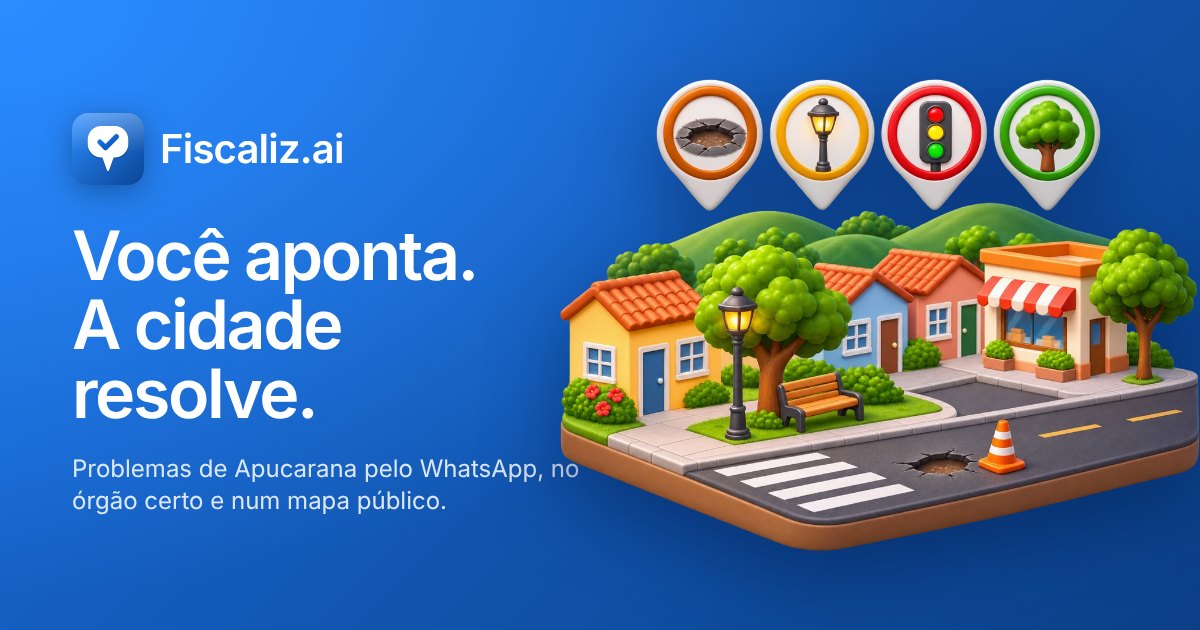 Fiscaliz.ai
Você aponta.
A cidade
resolve.
Problemas de Apucarana pelo WhatsApp, no
órgão certo e num mapa público.